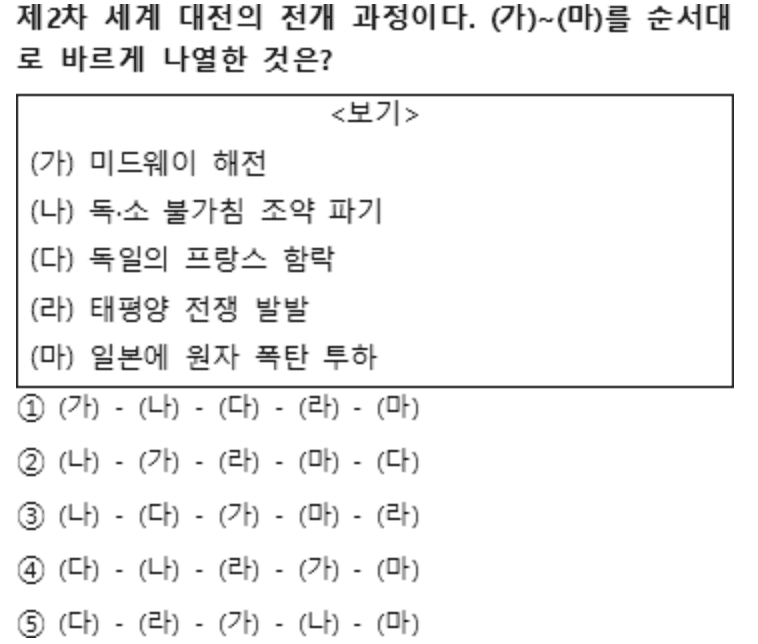 제2차 세계 대전의 전개 과정이다. (가)~(마)를 순서대
로 바르게 나열한 것은?
<보기>
(가) 미드웨이 해전
(나) 독·소 불가침 조약 파기
(다) 독일의 프랑스 함락
(라) 태평양 전쟁 발발
(마) 일본에 원자 폭탄 투하
① (가) - (나) - (다) - (라) - (마)
② (나) - (가) - (라) - (마) - (다)
③ (나) - (다) - (가) - (마) - (라)
④ (다) - (나) - (라) - (가) - (마)
⑤ (다) - (라) - (가) - (나) - (마)